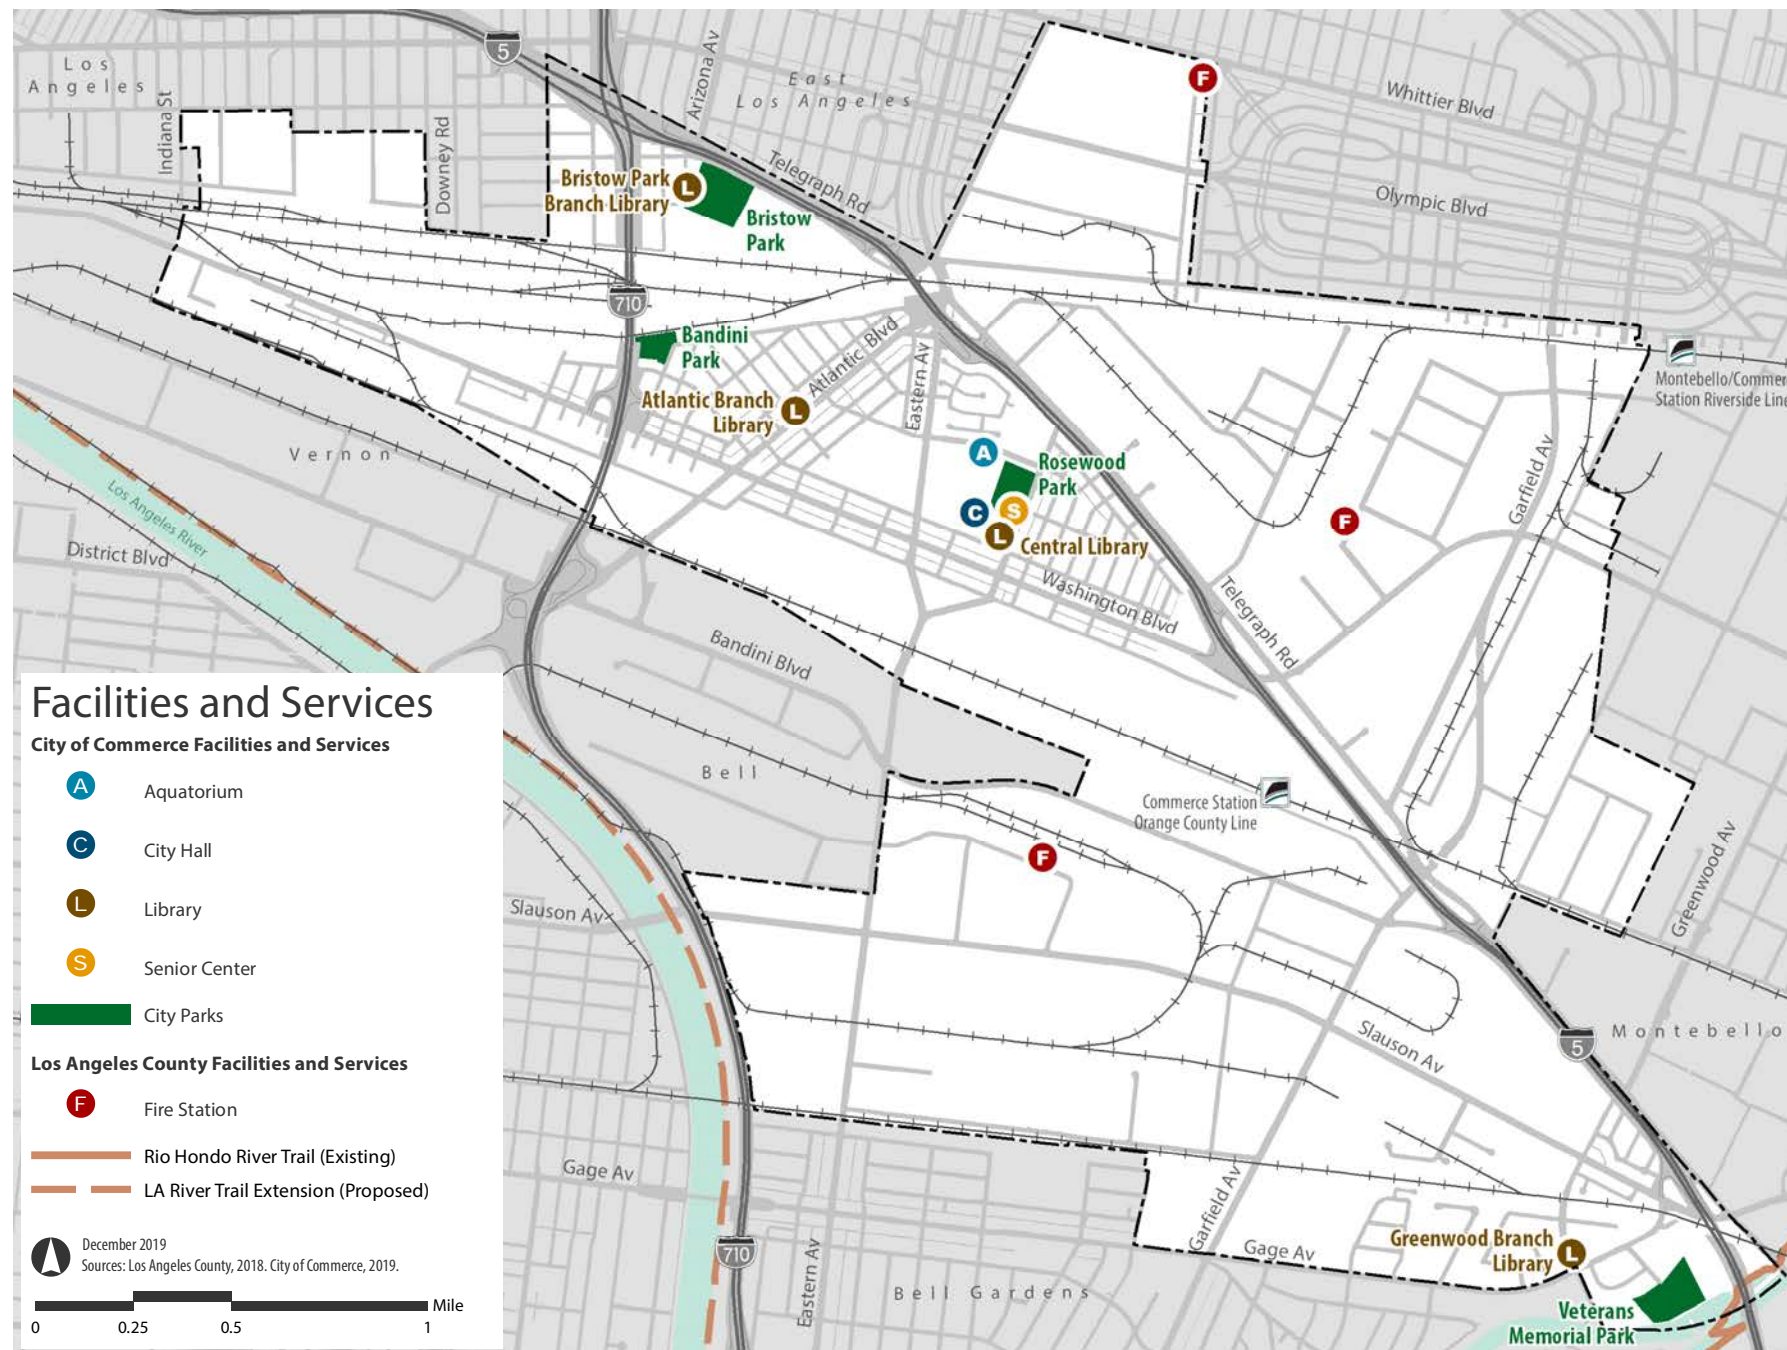 Los
Angeles
Indiana St
Downey Rd
5
Arizona Av
East
Los Angeles
Telegraph Rd
F
Whittier Blvd
Olympic Blvd
Bristow Park
Branch Library
L
Bristow
Park
710
Bandini
Park
Atlantic Blvd
Eastern Av
Atlantic Branch
Library
L
Montebello/Commer
Station Riverside Line
Vernon
Los Angeles River
District Blvd
A
Rosewood
Park
C
S
L
Central Library
F
Garfield Av
Washington Blvd
Telegraph Rd
Bandini Blvd
Bell
Commerce Station
Orange County Line
F
Greenwood Av
Slauson Av
Slauson Av
5
Montebello
Gage Av
710
Eastern Av
Garfield Av
Gage Av
Bell Gardens
Greenwood Branch
Library
L
Veterans
Memorial Park
Facilities and Services
City of Commerce Facilities and Services
A Aquatorium
C City Hall
L Library
S Senior Center
City Parks
Los Angeles County Facilities and Services
F Fire Station
Rio Hondo River Trail (Existing)
LA River Trail Extension (Proposed)
December 2019
Sources: Los Angeles County, 2018. City of Commerce, 2019.
Mile
0 0.25 0.5 1